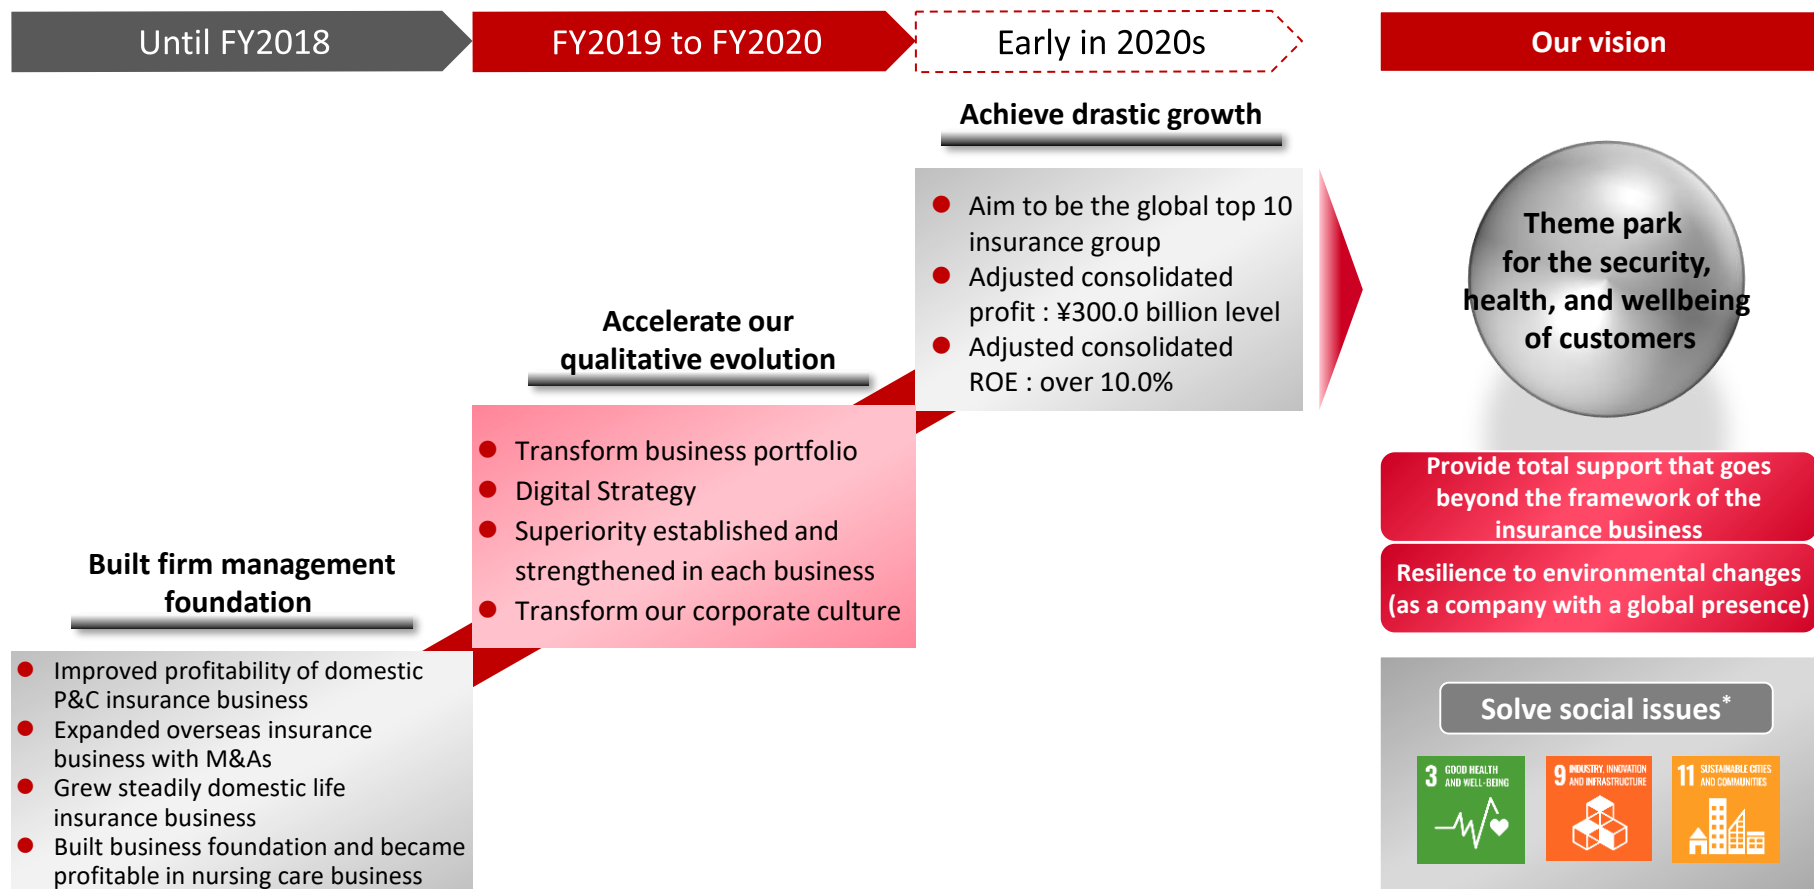 Until FY2018
FY2019 to FY2020
Early in 2020s
Our vision
Achieve drastic growth
● Aim to be the global top 10
insurance group
● Adjusted consolidated
profit : ¥300.0 billion level
● Adjusted consolidated
ROE : over 10.0%
Accelerate our
qualitative evolution
● Transform business portfolio
● Digital Strategy
● Superiority established and
strengthened in each business
● Transform our corporate culture
Built firm management
foundation
● Improved profitability of domestic
P&C insurance business
● Expanded overseas insurance
business with M&As
● Grew steadily domestic life
insurance business
● Built business foundation and became
profitable in nursing care business
Theme park
for the security,
health, and wellbeing
of customers
Provide total support that goes
beyond the framework of the
insurance business
Resilience to environmental changes
(as a company with a global presence)
Solve social issues*
3 GOOD HEALTH
AND WELL-BEING
9 INDUSTRY, INNOVATION
AND INFRASTRUCTURE
11 SUSTAINABLE CITIES
AND COMMUNITIES